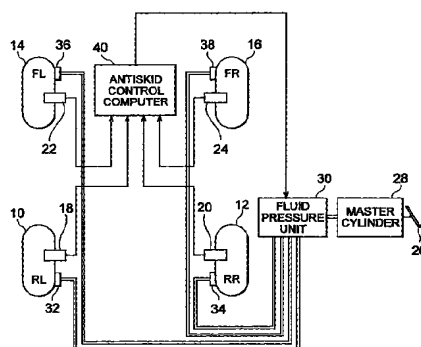 14
36
40
38
16
FL
ANTISKID
CONTROL
COMPUTER
FR
22
24
30
28
10
18
20
12
FLUID
PRESSURE
UNIT
MASTER
CYLINDER
26
RL
RR
32
34